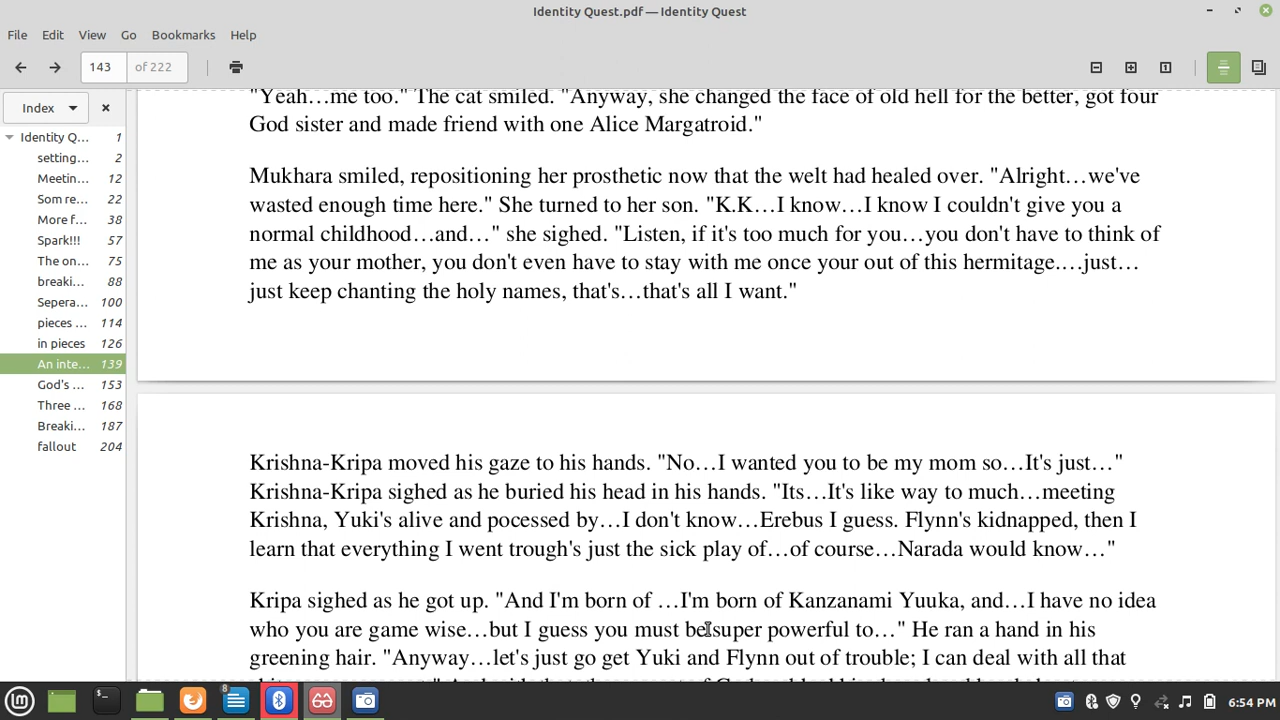 Identity Quest.pdf — Identity Quest
File Edit View Go Bookmarks Help
143 of 222
Index
Identity Q... 1
setting... 2
Meetin... 12
Som re... 22
More f... 38
Spark!!! 57
The on... 75
breaki... 88
Sepera... 100
pieces ... 114
in pieces 126
An inte... 139
God's ... 153
Three ... 168
Breaki... 187
fallout 204
"Yeah…me too." The cat smiled. "Anyway, she changed the face of old hell for the better, got four
God sister and made friend with one Alice Margatroid."
Mukhara smiled, repositioning her prosthetic now that the welt had healed over. "Alright…we've
wasted enough time here." She turned to her son. "K.K…I know…I know I couldn't give you a
normal childhood…and…" she sighed. "Listen, if it's too much for you…you don't have to think of
me as your mother, you don't even have to stay with me once your out of this hermitage.…just…
just keep chanting the holy names, that's…that's all I want."
Krishna-Kripa moved his gaze to his hands. "No…I wanted you to be my mom so…It's just…"
Krishna-Kripa sighed as he buried his head in his hands. "Its…It's like way to much…meeting
Krishna, Yuki's alive and pocessed by…I don't know…Erebus I guess. Flynn's kidnapped, then I
learn that everything I went trough's just the sick play of…of course…Narada would know…"
Kripa sighed as he got up. "And I'm born of …I'm born of Kanzanami Yuuka, and…I have no idea
who you are game wise…but I guess you must be super powerful to…" He ran a hand in his
greening hair. "Anyway…let's just go get Yuki and Flynn out of trouble; I can deal with all that
8
6:54 PM